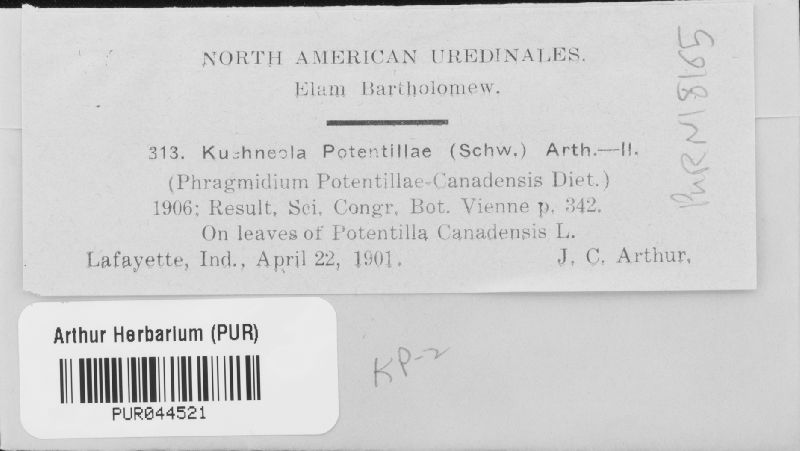 NORTH AMERICAN UREDINALES.
Elam Bartholomew.
313. Kuehneola Potentillae (Schw.) Arth.—II.
(Phragmidium Potentillae-Canadensis Diet.)
1906; Result, Sci, Congr, Bot. Vienne p. 342.
On leaves of Potentilla Canadensis L.
Lafayette, Ind., April 22, 1901. J. C. Arthur,
PURN18165
Arthur Herbarium (PUR)
PUR044521
KP-2